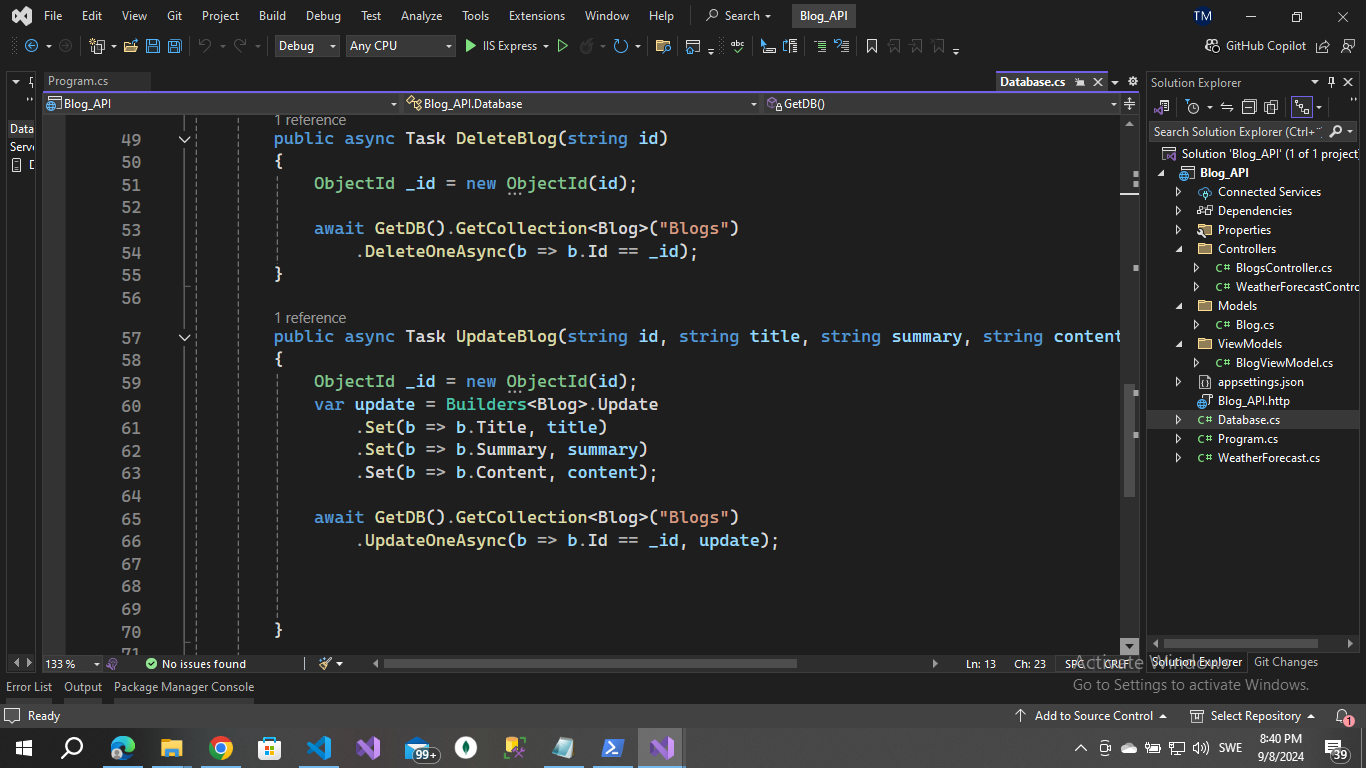 File Edit View Git Project Build Debug Test Analyze Tools Extensions Window Help Search Blog_API TM
Debug Any CPU IIS Express GitHub Copilot
Program.cs Database.cs
Blog_API Blog_API.Database GetDB()
Data
Serve
D
1 reference
49 public async Task DeleteBlog(string id)
50 {
51 ObjectId _id = new ObjectId(id);
52
53 await GetDB().GetCollection<Blog>("Blogs")
54 .DeleteOneAsync(b => b.Id == _id);
55 }
56
1 reference
57 public async Task UpdateBlog(string id, string title, string summary, string content
58 {
59 ObjectId _id = new ObjectId(id);
60 var update = Builders<Blog>.Update
61 .Set(b => b.Title, title)
62 .Set(b => b.Summary, summary)
63 .Set(b => b.Content, content);
64
65 await GetDB().GetCollection<Blog>("Blogs")
66 .UpdateOneAsync(b => b.Id == _id, update);
67
68
69
70 }
71
133 % No issues found Ln: 13 Ch: 23 SPC CRLF
Solution Explorer
Search Solution Explorer (Ctrl+
Solution 'Blog_API' (1 of 1 project
Blog_API
Connected Services
Dependencies
Properties
Controllers
C# BlogsController.cs
C# WeatherForecastContro
Models
C# Blog.cs
ViewModels
C# BlogViewModel.cs
appsettings.json
Blog_API.http
C# Database.cs
C# Program.cs
C# WeatherForecast.cs
Solution Explorer Git Changes
Activate Windows
Go to Settings to activate Windows.
Error List Output Package Manager Console
Ready Add to Source Control Select Repository 1
99+ SWE 8:40 PM
9/8/2024 39